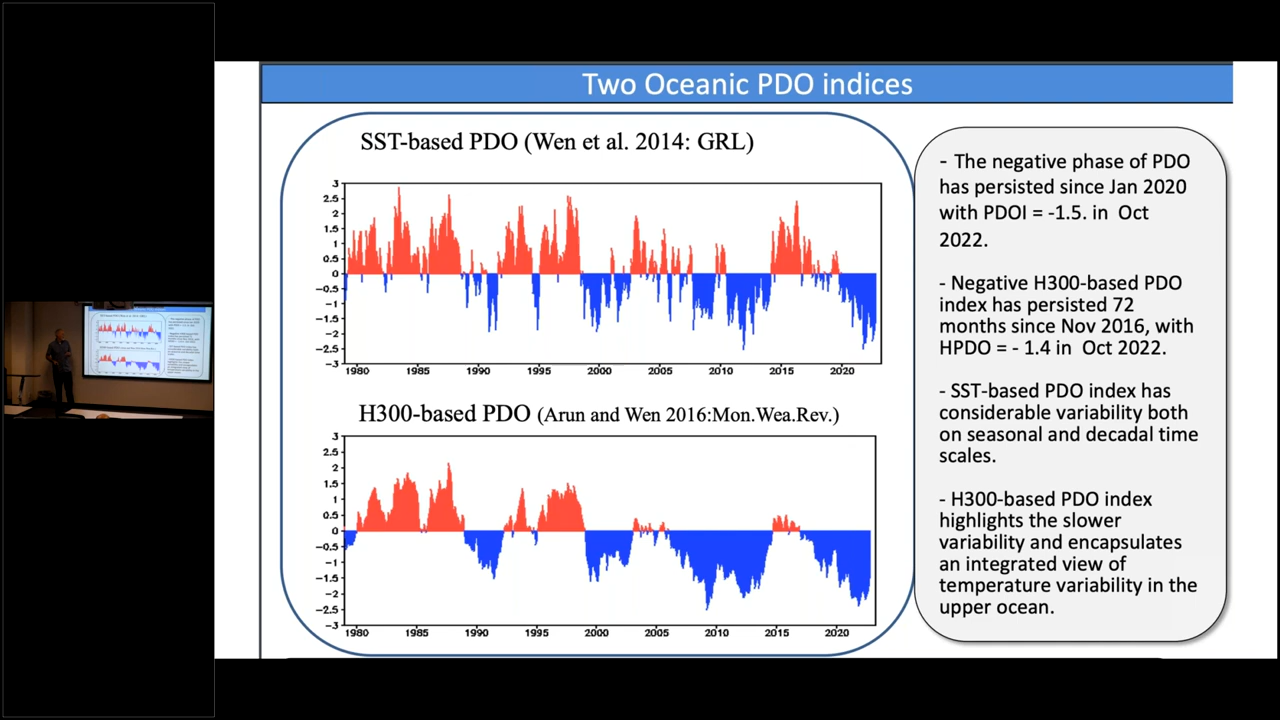 Two Oceanic PDO indices
SST-based PDO (Wen et al. 2014: GRL)
3
2.5
2
1.5
1
0.5
0
−0.5
−1
−1.5
−2
−2.5
−3
1980 1985 1990 1995 2000 2005 2010 2015 2020
H300-based PDO (Arun and Wen 2016:Mon.Wea.Rev.)
3
2.5
2
1.5
1
0.5
0
−0.5
−1
−1.5
−2
−2.5
−3
1980 1985 1990 1995 2000 2005 2010 2015 2020
- The negative phase of PDO
has persisted since Jan 2020
with PDOI = -1.5. in Oct
2022.
- Negative H300-based PDO
index has persisted 72
months since Nov 2016, with
HPDO = - 1.4 in Oct 2022.
- SST-based PDO index has
considerable variability both
on seasonal and decadal time
scales.
- H300-based PDO index
highlights the slower
variability and encapsulates
an integrated view of
temperature variability in the
upper ocean.